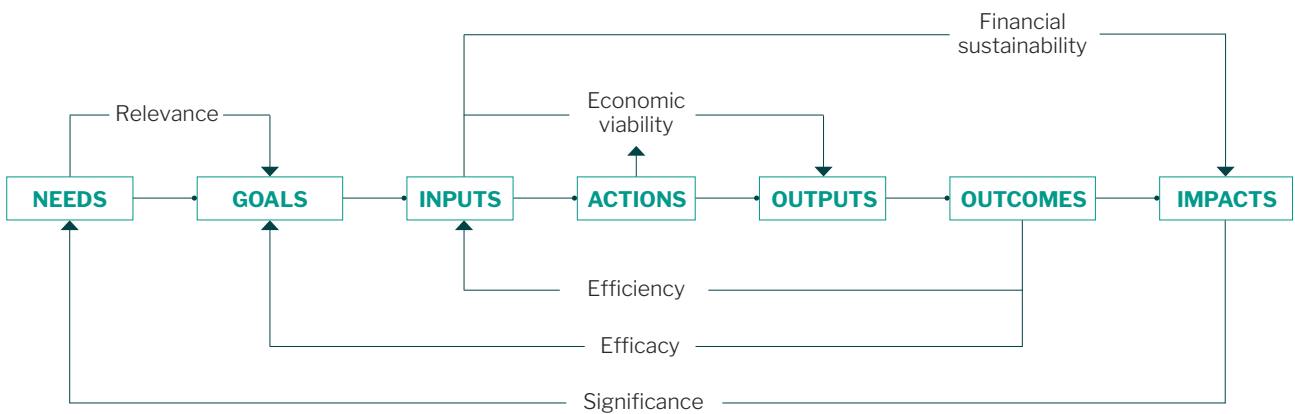 Financial
sustainability
Economic
viability
Relevance
NEEDS
GOALS
INPUTS
ACTIONS
OUTPUTS
OUTCOMES
IMPACTS
Efficiency
Efficacy
Significance